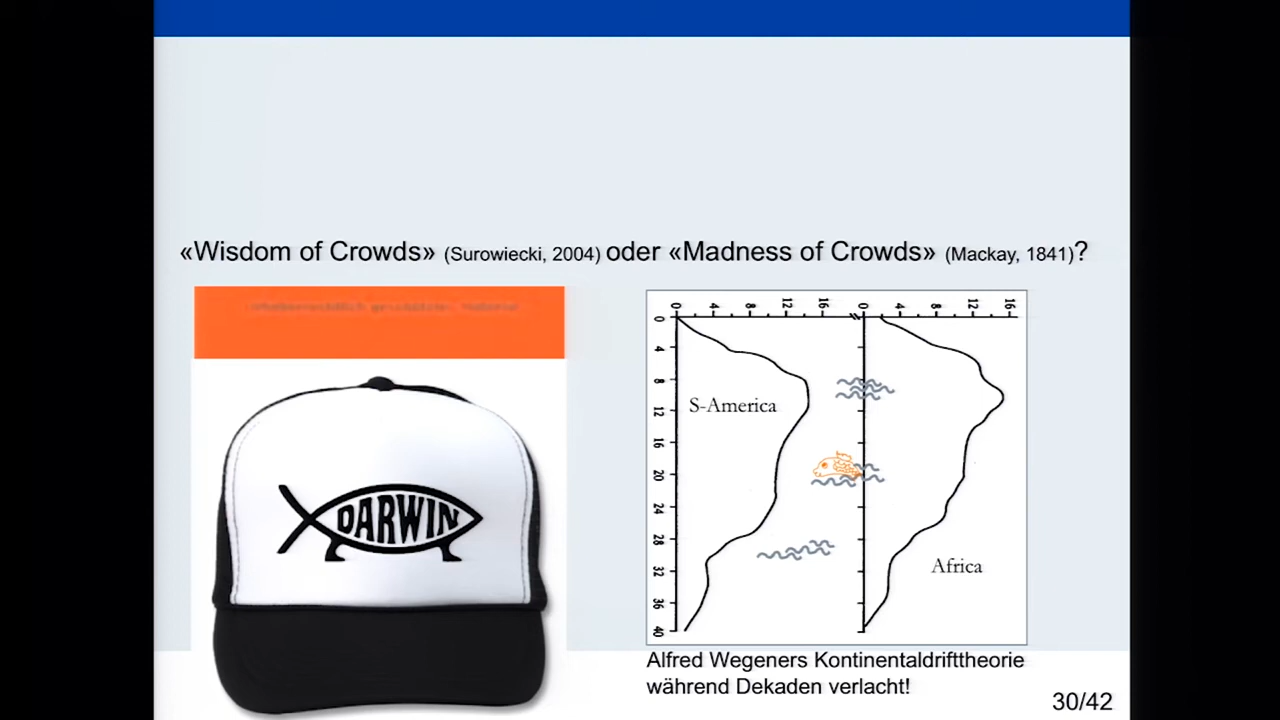 «Wisdom of Crowds» (Surowiecki, 2004) oder «Madness of Crowds» (Mackay, 1841)?
DARWIN
0 4 8 12 16 0 4 8 12 16
0
4
8
12
16
20
24
28
32
36
40
S-America
Africa
Alfred Wegeners Kontinentaldrifttheorie
während Dekaden verlacht!
30/42